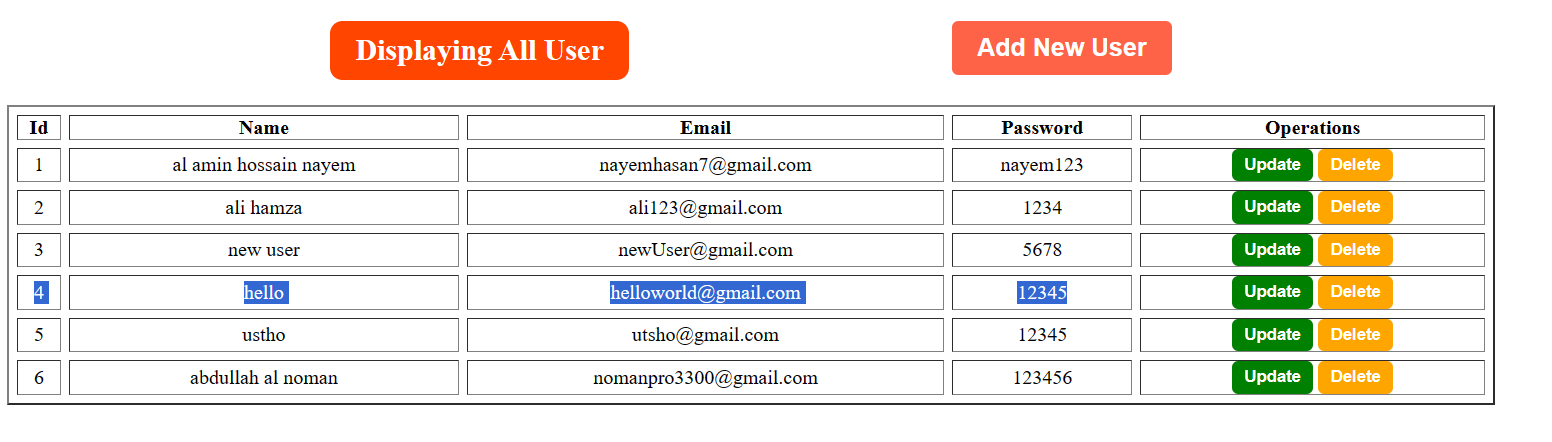 Displaying All User Add New User
Id Name Email Password Operations
1 al amin hossain nayem nayemhasan7@gmail.com nayem123 Update Delete
2 ali hamza ali123@gmail.com 1234 Update Delete
3 new user newUser@gmail.com 5678 Update Delete
4 hello helloworld@gmail.com 12345 Update Delete
5 ustho utsho@gmail.com 12345 Update Delete
6 abdullah al noman nomanpro3300@gmail.com 123456 Update Delete